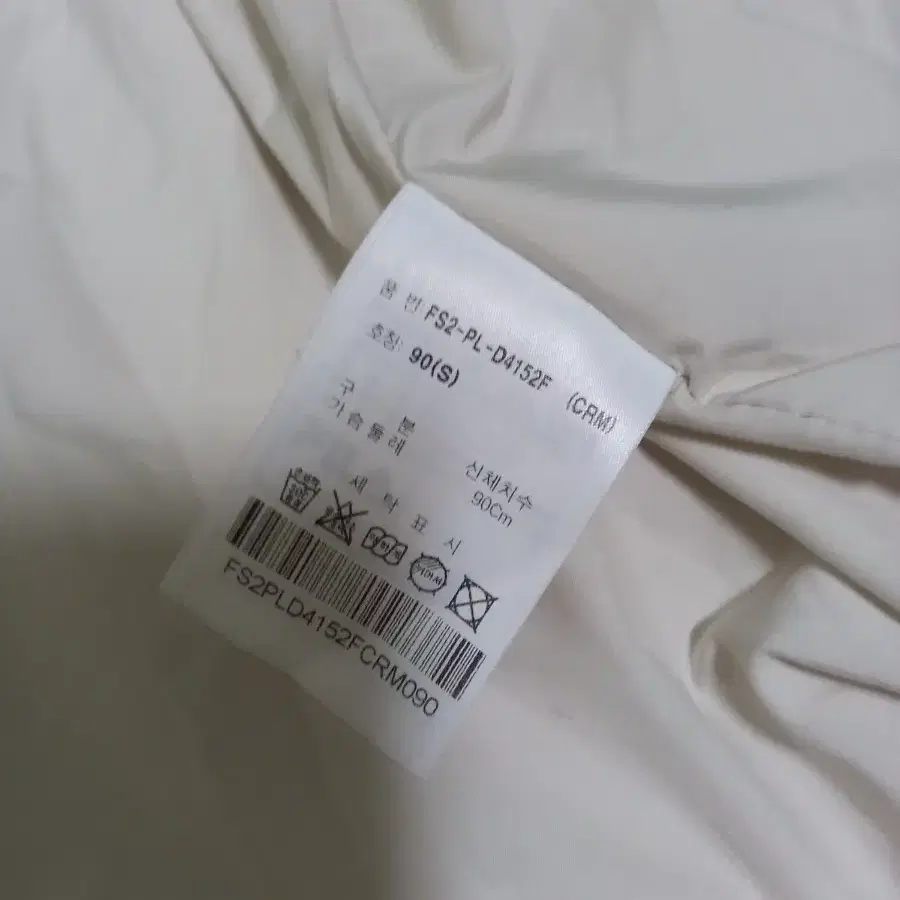 품 번 FS2-PL-D4152F (CRM)
호칭: 90(S)
구 분 신체치수
가슴둘레 90Cm
세 탁 표 시
FS2PLD4152FCRM090